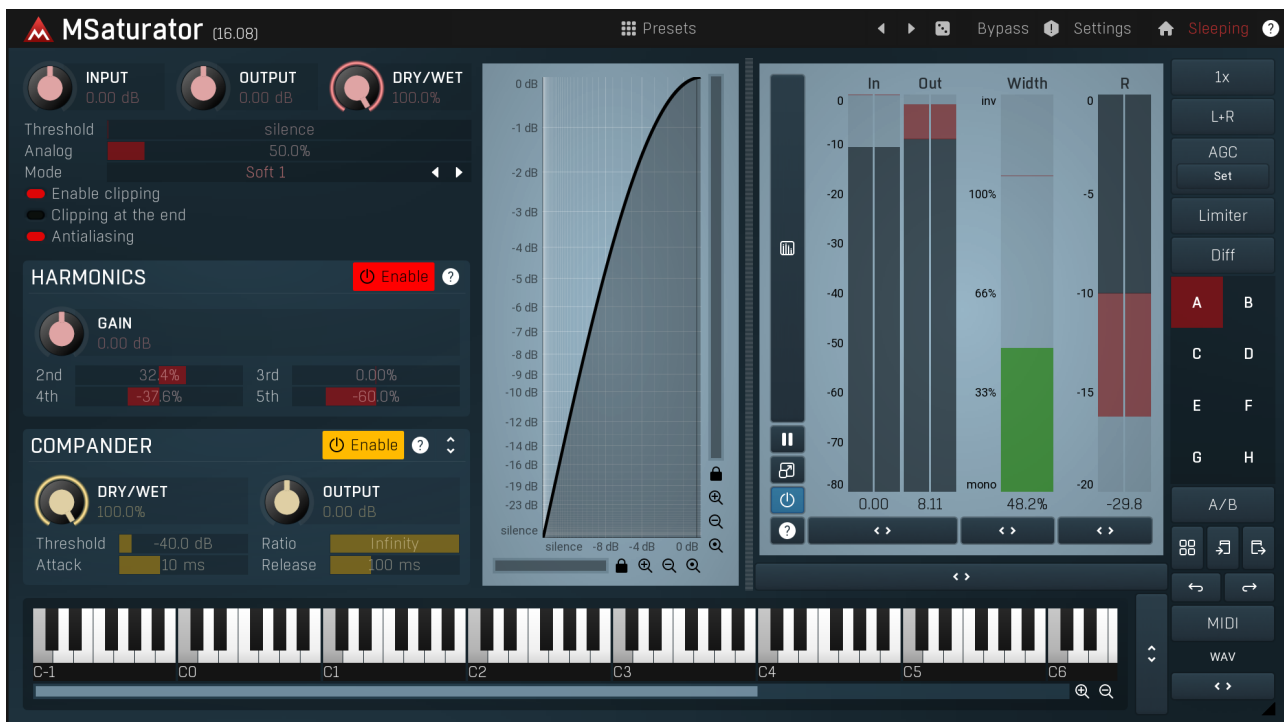 MSaturator (16.08)
Presets
Bypass
Settings
Sleeping
?
INPUT
0.00 dB
OUTPUT
0.00 dB
DRY/WET
100.0%
Threshold silence
Analog 50.0%
Mode Soft 1
Enable clipping
Clipping at the end
Antialiasing
HARMONICS
Enable
?
GAIN
0.00 dB
2nd 32.4% 3rd 0.00%
4th -37.6% 5th -60.0%
COMPANDER
Enable
?
DRY/WET
100.0%
OUTPUT
0.00 dB
Threshold -40.0 dB Ratio Infinity
Attack 10 ms Release 100 ms
0 dB
-1 dB
-2 dB
-3 dB
-4 dB
-5 dB
-6 dB
-7 dB
-8 dB
-9 dB
-10 dB
-12 dB
-14 dB
-16 dB
-19 dB
-23 dB
silence
silence -8 dB -4 dB 0 dB
In Out Width R
0
-10
-20
-30
-40
-50
-60
-70
-80
inv
100%
66%
33%
mono
0
-5
-10
-15
-20
0.00 8.11 48.2% -29.8
?
1x
L+R
AGC
Set
Limiter
Diff
A B
C D
E F
G H
A/B
MIDI
WAV
C-1 C0 C1 C2 C3 C4 C5 C6